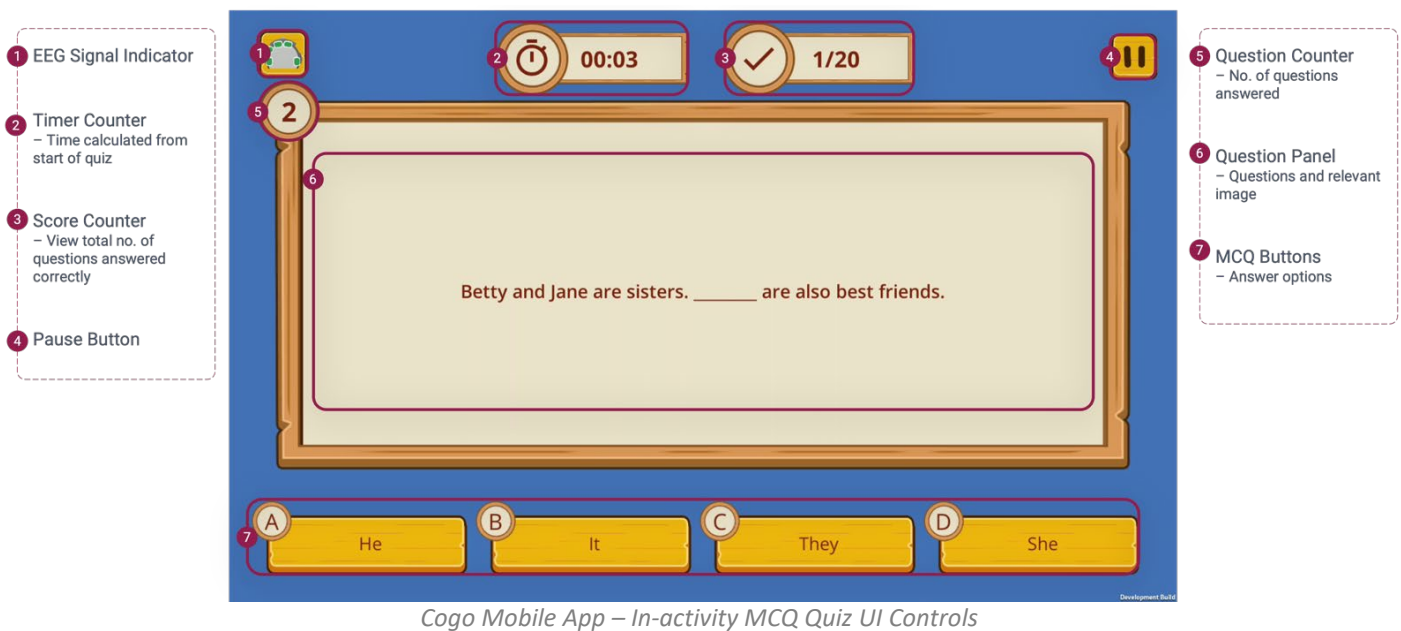 1 EEG Signal Indicator
2 Timer Counter
– Time calculated from
start of quiz
3 Score Counter
– View total no. of
questions answered
correctly
4 Pause Button
1
2 00:03
3 1/20
4
5 2
6
Betty and Jane are sisters. _______ are also best friends.
7
A He
B It
C They
D She
Development Build
5 Question Counter
– No. of questions
answered
6 Question Panel
– Questions and relevant
image
7 MCQ Buttons
– Answer options
Cogo Mobile App – In-activity MCQ Quiz UI Controls